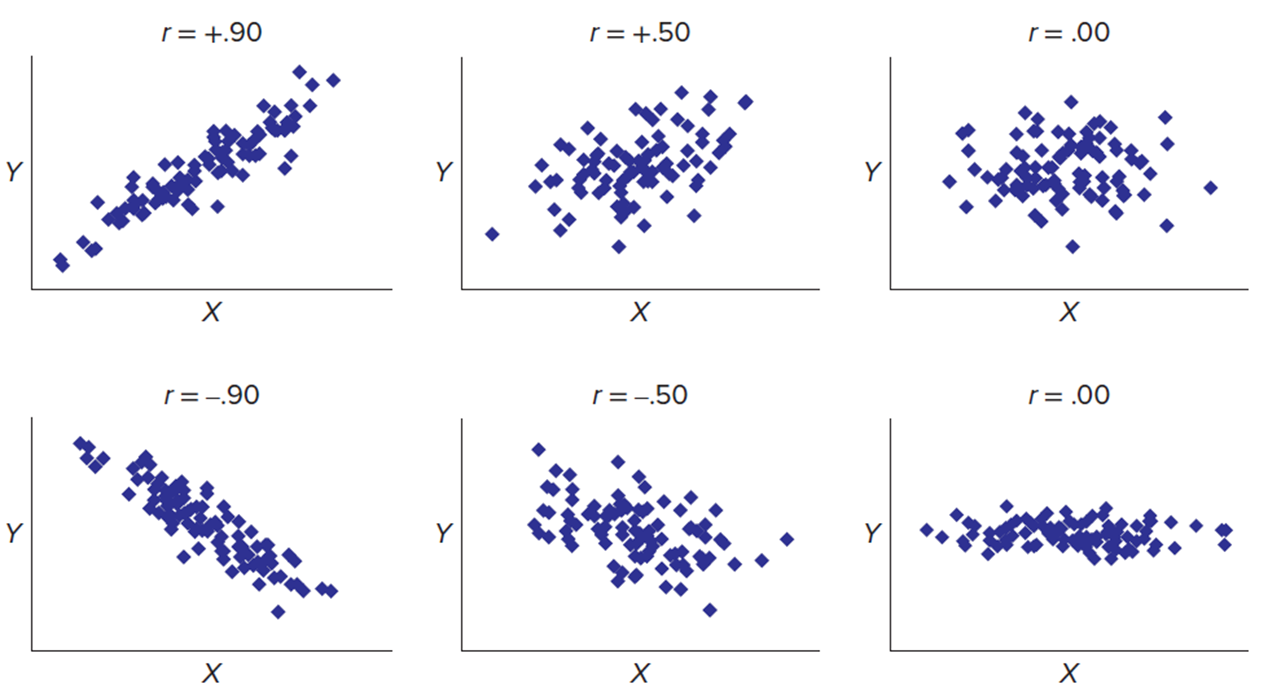 r = +.90
r = +.50
r = .00
Y
Y
Y
X
X
X
r = –.90
r = –.50
r = .00
Y
Y
Y
X
X
X